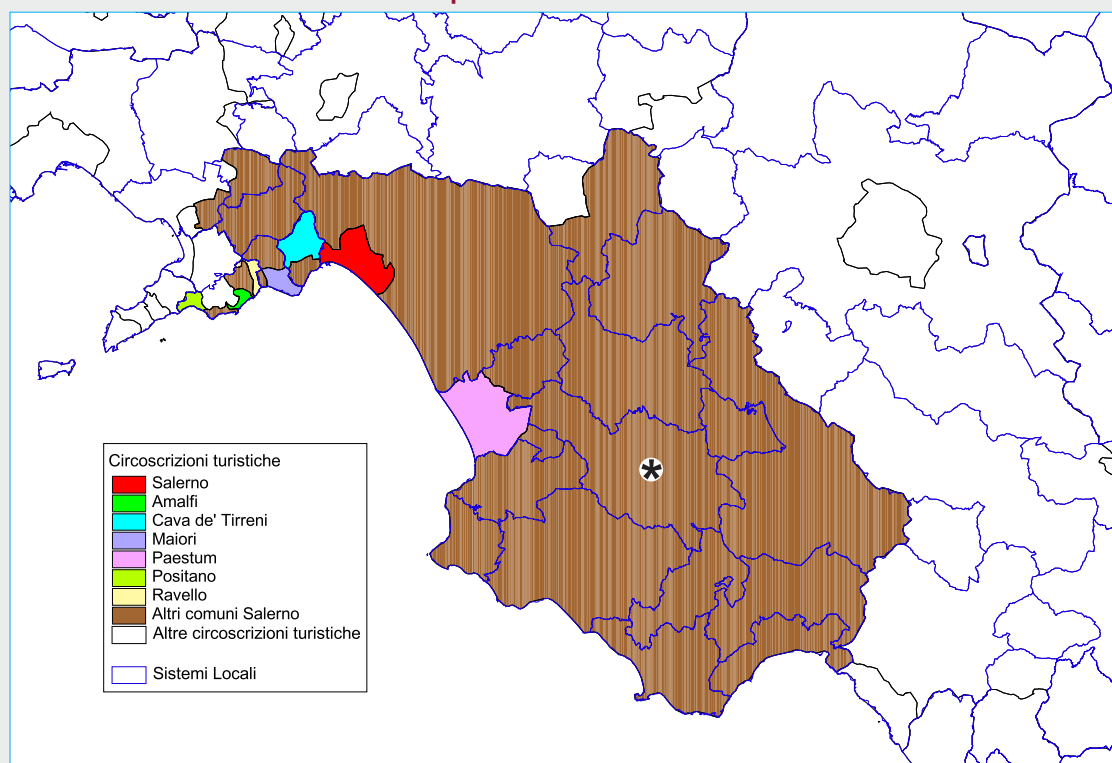 Circoscrizioni turistiche
Salerno
Amalfi
Cava de' Tirreni
Maiori
Paestum
Positano
Ravello
Altri comuni Salerno
Altre circoscrizioni turistiche
Sistemi Locali
*